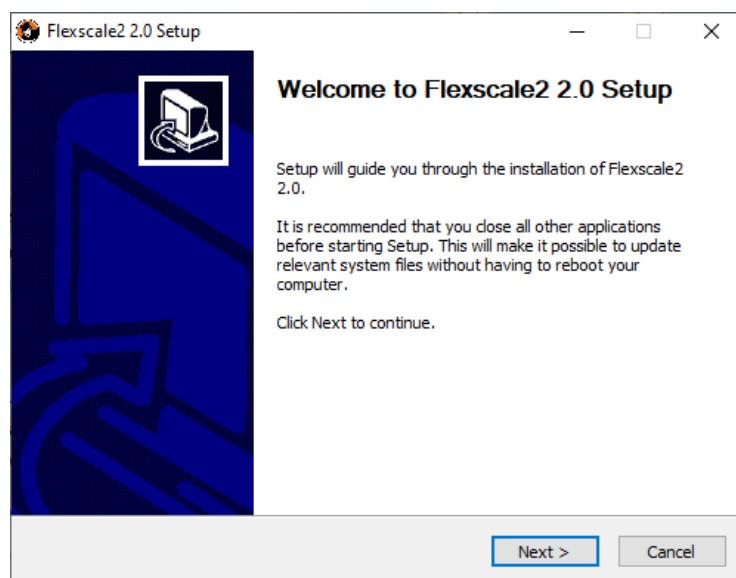 Flexscale2 2.0 Setup
Welcome to Flexscale2 2.0 Setup
Setup will guide you through the installation of Flexscale2
2.0.
It is recommended that you close all other applications
before starting Setup. This will make it possible to update
relevant system files without having to reboot your
computer.
Click Next to continue.
Next >
Cancel